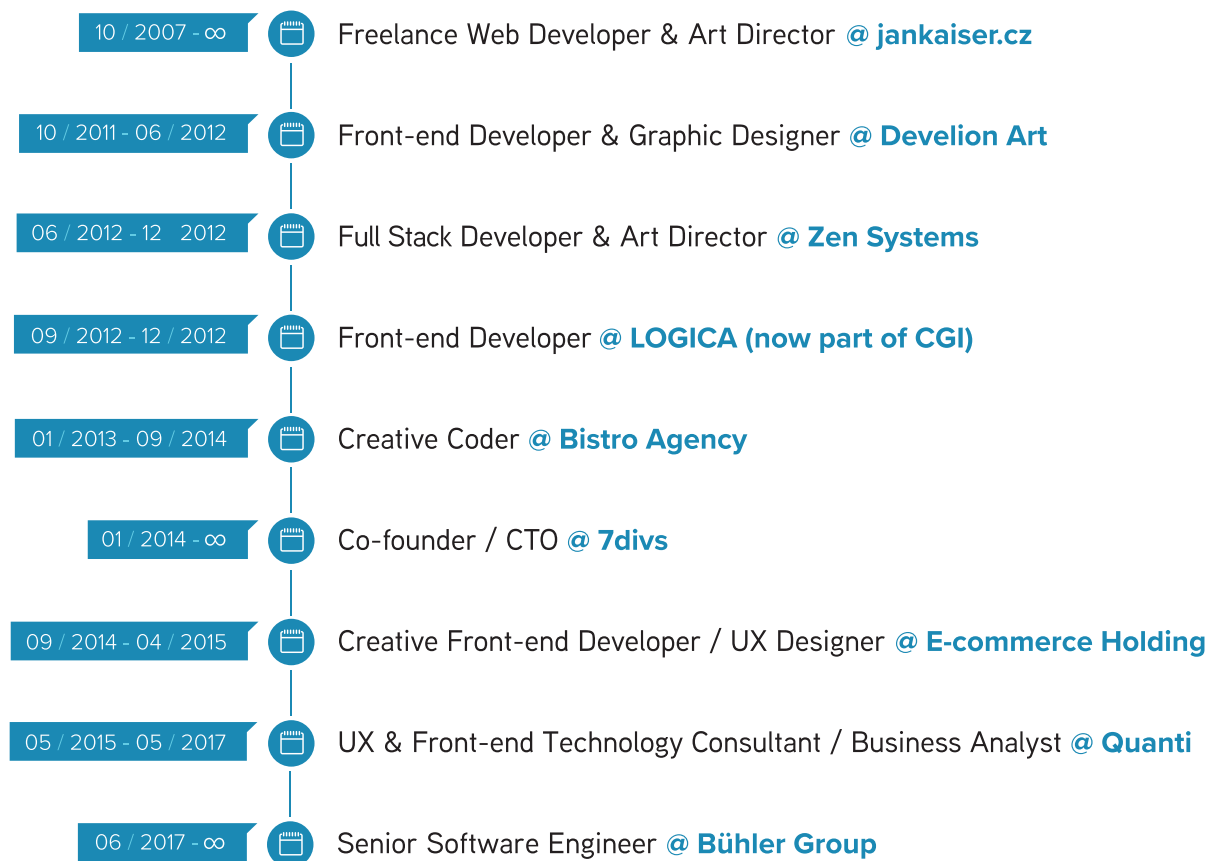 10 / 2007 - ∞ Freelance Web Developer & Art Director @ jankaiser.cz
10 / 2011 - 06 / 2012 Front-end Developer & Graphic Designer @ Develion Art
06 / 2012 - 12 2012 Full Stack Developer & Art Director @ Zen Systems
09 / 2012 - 12 / 2012 Front-end Developer @ LOGICA (now part of CGI)
01 / 2013 - 09 / 2014 Creative Coder @ Bistro Agency
01 / 2014 - ∞ Co-founder / CTO @ 7divs
09 / 2014 - 04 / 2015 Creative Front-end Developer / UX Designer @ E-commerce Holding
05 / 2015 - 05 / 2017 UX & Front-end Technology Consultant / Business Analyst @ Quanti
06 / 2017 - ∞ Senior Software Engineer @ Bühler Group